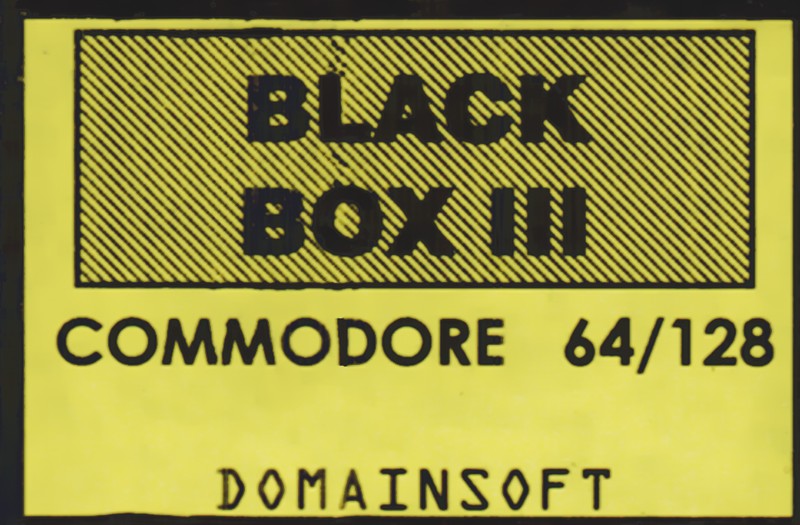 BLACK
BOX III
COMMODORE 64/128
DOMAINSOFT